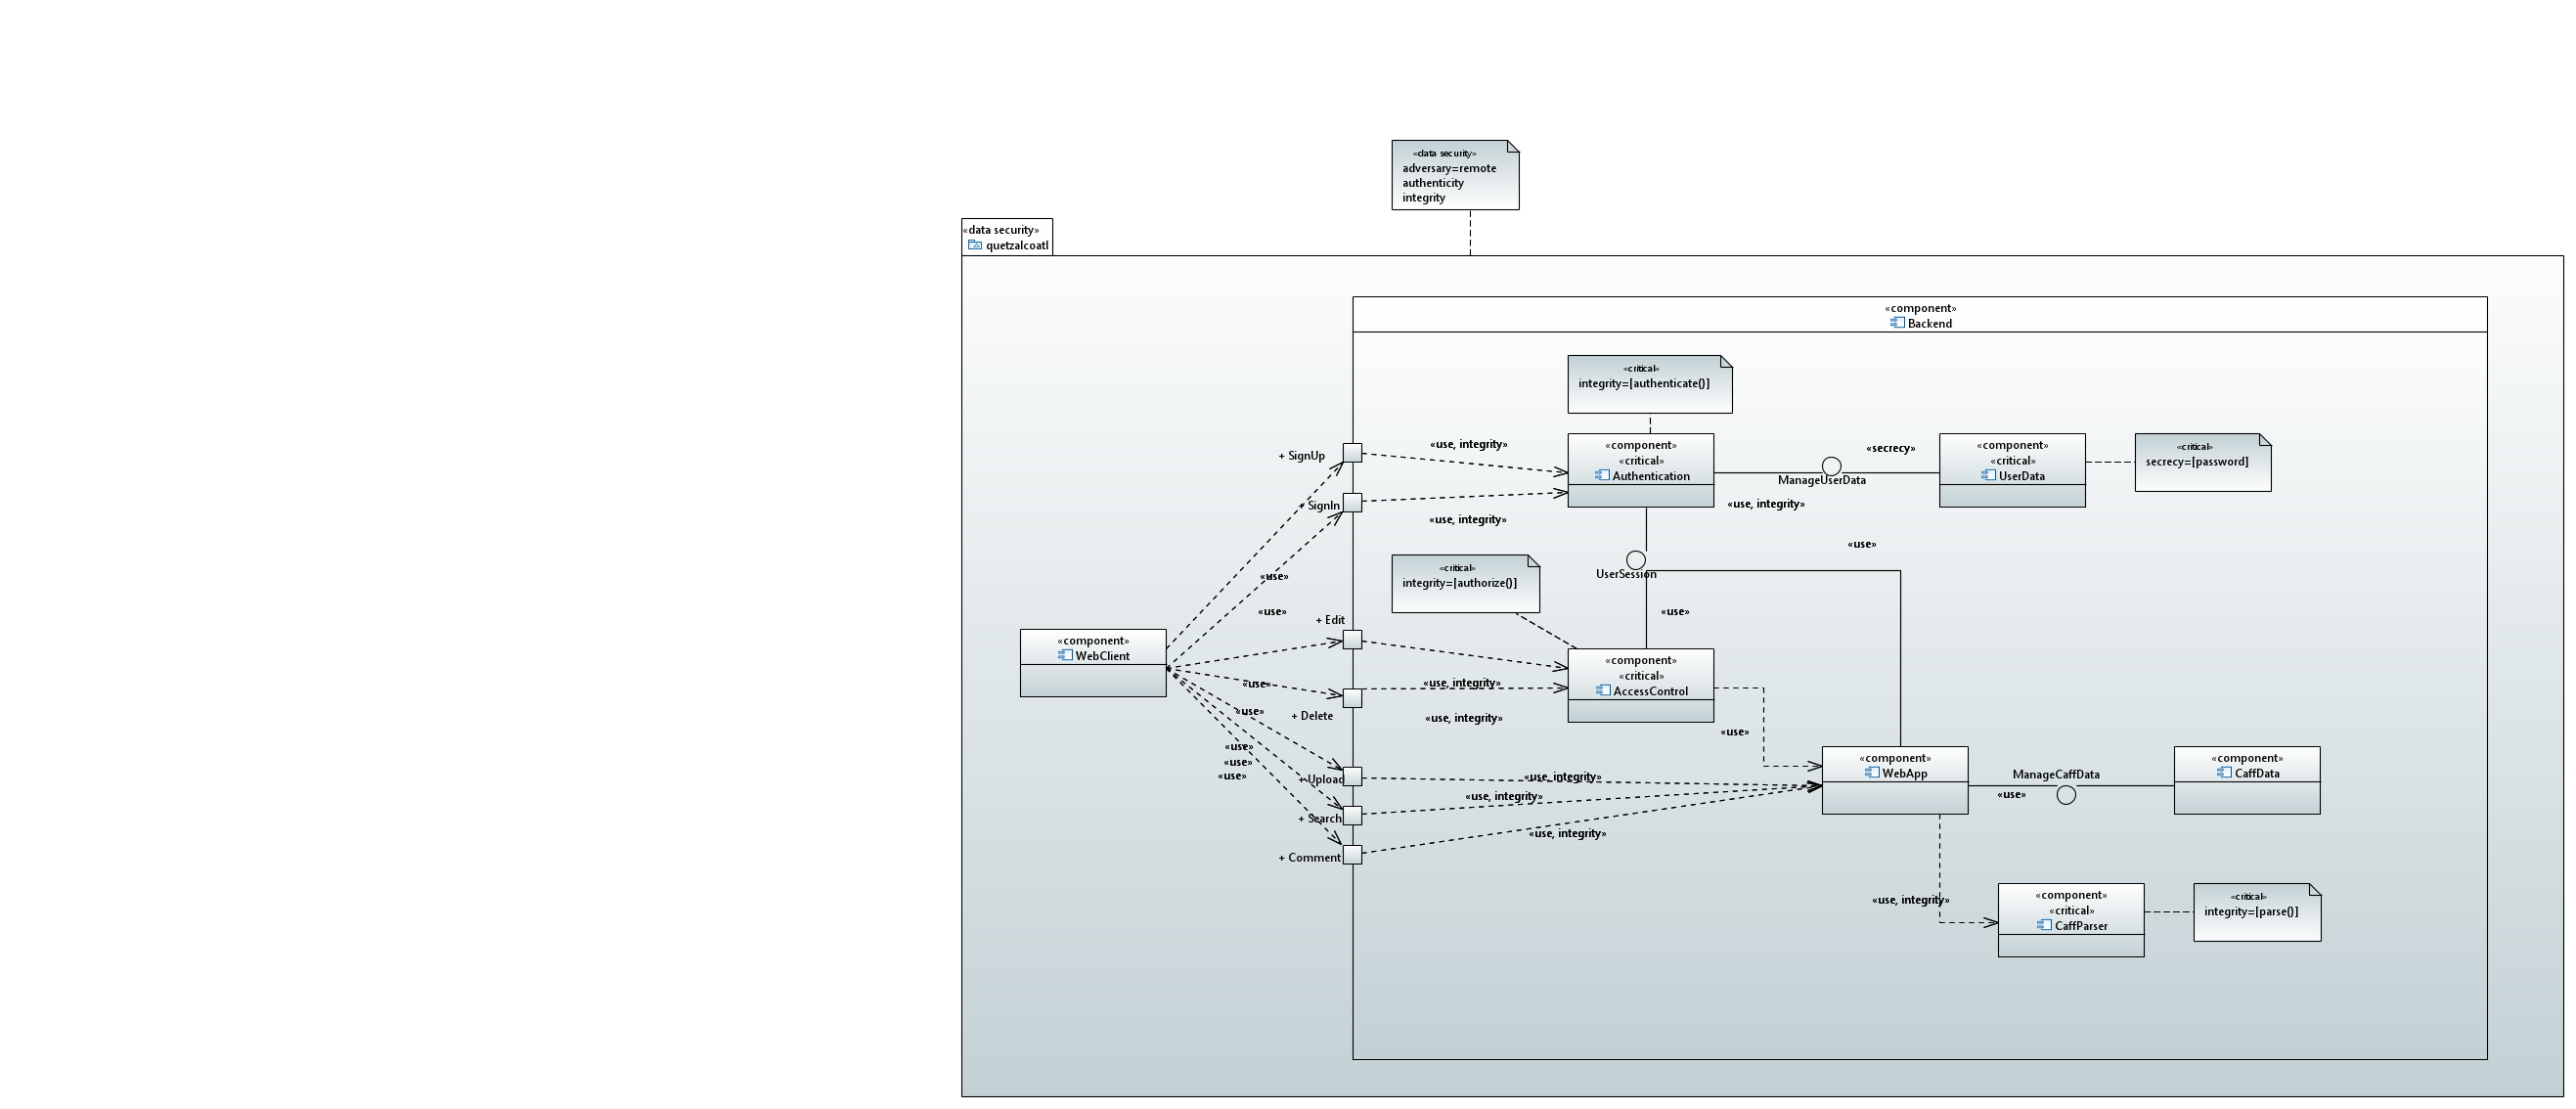 «data security»
adversary=remote
authenticity
integrity
«data security»
quetzalcoatl
«component»
Backend
«critical»
integrity=[authenticate()]
«use, integrity»
+ SignUp
«component»
«critical»
Authentication
«secrecy»
ManageUserData
«component»
«critical»
UserData
«critical»
secrecy=[password]
+ SignIn
«use, integrity»
«use, integrity»
«use»
UserSession
«critical»
integrity=[authorize()]
«use»
«use»
«use»
+ Edit
«component»
WebClient
«component»
«critical»
AccessControl
«use»
«use, integrity»
«use»
+ Delete
«use, integrity»
«use»
«use»
«use»
«use»
+ Upload
«use, integrity»
«component»
WebApp
ManageCaffData
«use»
«component»
CaffData
«use, integrity»
+ Search
«use, integrity»
+ Comment
«use, integrity»
«component»
«critical»
CaffParser
«critical»
integrity=[parse()]